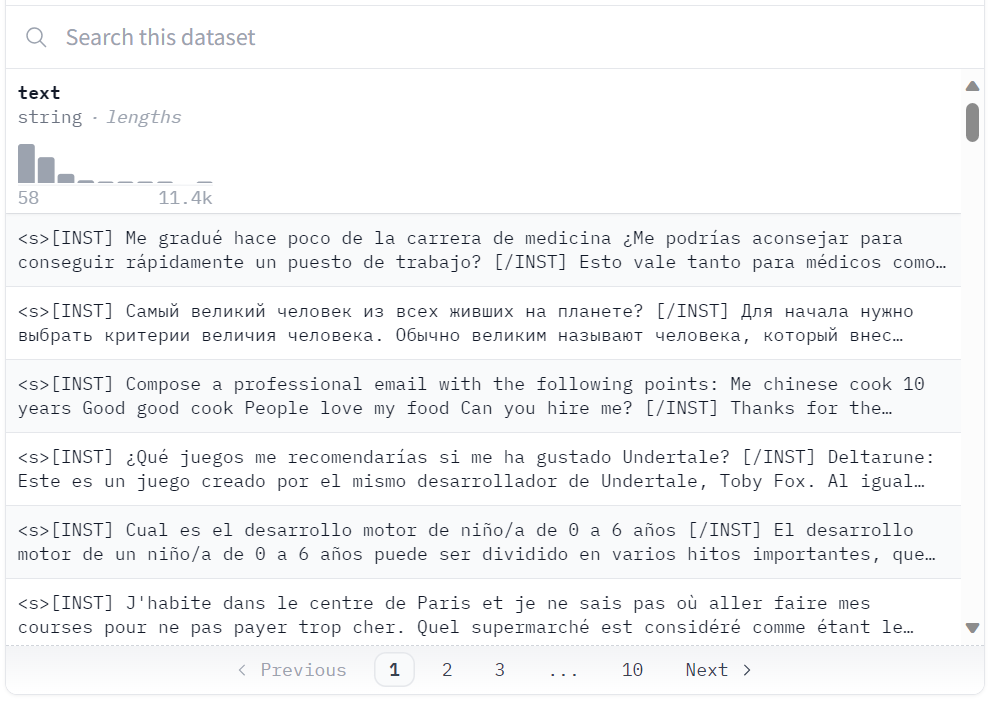 Search this dataset
text
string · lengths
58 11.4k
<s>[INST] Me gradué hace poco de la carrera de medicina ¿Me podrías aconsejar para
conseguir rápidamente un puesto de trabajo? [/INST] Esto vale tanto para médicos como…
<s>[INST] Самый великий человек из всех живших на планете? [/INST] Для начала нужно
выбрать критерии величия человека. Обычно великим называют человека, который внес…
<s>[INST] Compose a professional email with the following points: Me chinese cook 10
years Good good cook People love my food Can you hire me? [/INST] Thanks for the…
<s>[INST] ¿Qué juegos me recomendarías si me ha gustado Undertale? [/INST] Deltarune:
Este es un juego creado por el mismo desarrollador de Undertale, Toby Fox. Al igual…
<s>[INST] Cual es el desarrollo motor de niño/a de 0 a 6 años [/INST] El desarrollo
motor de un niño/a de 0 a 6 años puede ser dividido en varios hitos importantes, que…
<s>[INST] J'habite dans le centre de Paris et je ne sais pas où aller faire mes
courses pour ne pas payer trop cher. Quel supermarché est considéré comme étant le…
< Previous 1 2 3 ... 10 Next >